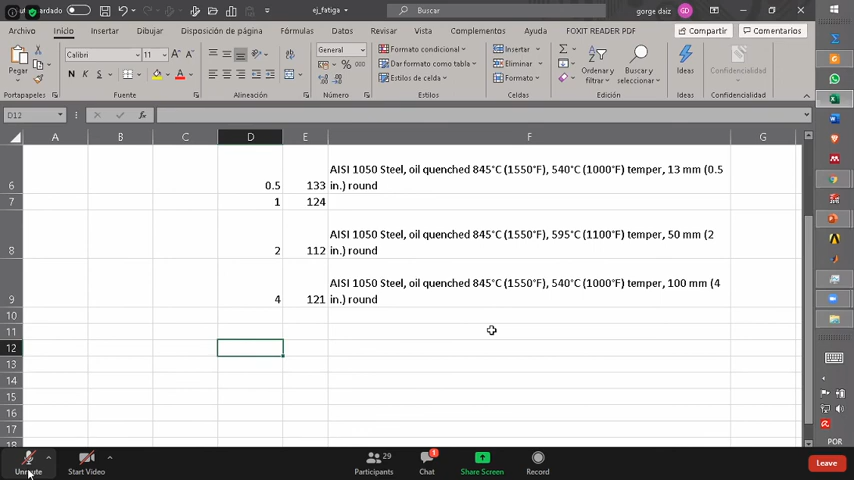 ardado
ej_fatiga
Buscar
gorge daiz
GD
Archivo Inicio Insertar Dibujar Disposición de página Fórmulas Datos Revisar Vista Complementos Ayuda FOXIT READER PDF Compartir Comentarios
Pegar
Calibri 11
N K S
General
% 000
Formato condicional
Dar formato como tabla
Estilos de celda
Insertar
Eliminar
Formato
Ordenar y filtrar
Buscar y seleccionar
Ideas
Confidencialidad
Portapapeles Fuente Alineación Número Estilos Celdas Edición Ideas Confidencialidad
D12 fx
A B C D E F G
AISI 1050 Steel, oil quenched 845°C (1550°F), 540°C (1000°F) temper, 13 mm (0.5
6 0.5 133 in.) round
7 1 124
AISI 1050 Steel, oil quenched 845°C (1550°F), 595°C (1100°F) temper, 50 mm (2
8 2 112 in.) round
AISI 1050 Steel, oil quenched 845°C (1550°F), 540°C (1000°F) temper, 100 mm (4
9 4 121 in.) round
10
11
12
13
14
15
16
17
18
POR
Unmute Start Video Participants 29 Chat 1 Share Screen Record Leave